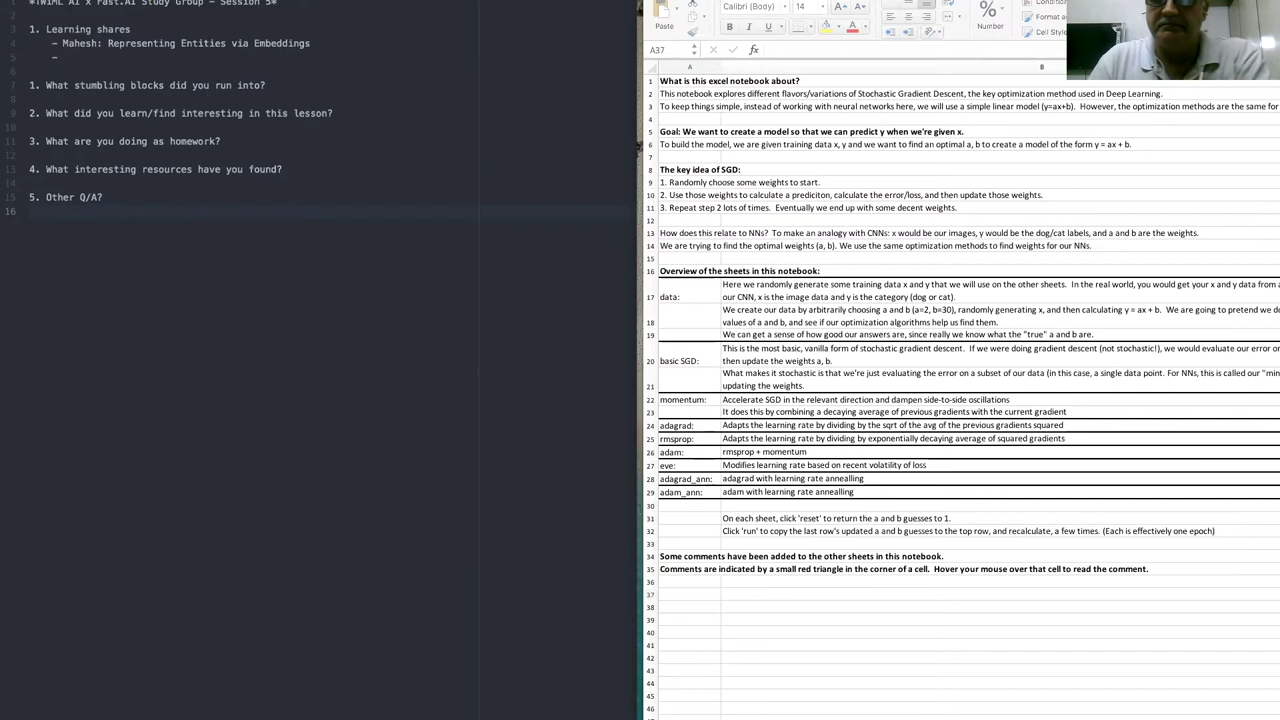 *TWiML AI x Fast.AI Study Group - Session 5*
1. Learning shares
- Mahesh: Representing Entities via Embeddings
-
1. What stumbling blocks did you run into?
2. What did you learn/find interesting in this lesson?
3. What are you doing as homework?
4. What interesting resources have you found?
5. Other Q/A?
Paste
Calibri (Body)
14
B I U
%
Number
Format a
Cell Style
A37
fx
A B
What is this excel notebook about?
This notebook explores different flavors/variations of Stochastic Gradient Descent, the key optimization method used in Deep Learning.
To keep things simple, instead of working with neural networks here, we will use a simple linear model (y=ax+b). However, the optimization methods are the same for
Goal: We want to create a model so that we can predict y when we're given x.
To build the model, we are given training data x, y and we want to find an optimal a, b to create a model of the form y = ax + b.
The key idea of SGD:
1. Randomly choose some weights to start.
2. Use those weights to calculate a prediciton, calculate the error/loss, and then update those weights.
3. Repeat step 2 lots of times. Eventually we end up with some decent weights.
How does this relate to NNs? To make an analogy with CNNs: x would be our images, y would be the dog/cat labels, and a and b are the weights.
We are trying to find the optimal weights (a, b). We use the same optimization methods to find weights for our NNs.
Overview of the sheets in this notebook:
Here we randomly generate some training data x and y that we will use on the other sheets. In the real world, you would get your x and y data from a
data: our CNN, x is the image data and y is the category (dog or cat).
We create our data by arbitrarily choosing a and b (a=2, b=30), randomly generating x, and then calculating y = ax + b. We are going to pretend we do
values of a and b, and see if our optimization algorithms help us find them.
We can get a sense of how good our answers are, since really we know what the "true" a and b are.
This is the most basic, vanilla form of stochastic gradient descent. If we were doing gradient descent (not stochastic!), we would evaluate our error on
basic SGD: then update the weights a, b.
What makes it stochastic is that we're just evaluating the error on a subset of our data (in this case, a single data point. For NNs, this is called our "min
updating the weights.
momentum: Accelerate SGD in the relevant direction and dampen side-to-side oscillations
It does this by combining a decaying average of previous gradients with the current gradient
adagrad: Adapts the learning rate by dividing by the sqrt of the avg of the previous gradients squared
rmsprop: Adapts the learning rate by dividing by exponentially decaying average of squared gradients
adam: rmsprop + momentum
eve: Modifies learning rate based on recent volatility of loss
adagrad_ann: adagrad with learning rate annealling
adam_ann: adam with learning rate annealling
On each sheet, click 'reset' to return the a and b guesses to 1.
Click 'run' to copy the last row's updated a and b guesses to the top row, and recalculate, a few times. (Each is effectively one epoch)
Some comments have been added to the other sheets in this notebook.
Comments are indicated by a small red triangle in the corner of a cell. Hover your mouse over that cell to read the comment.